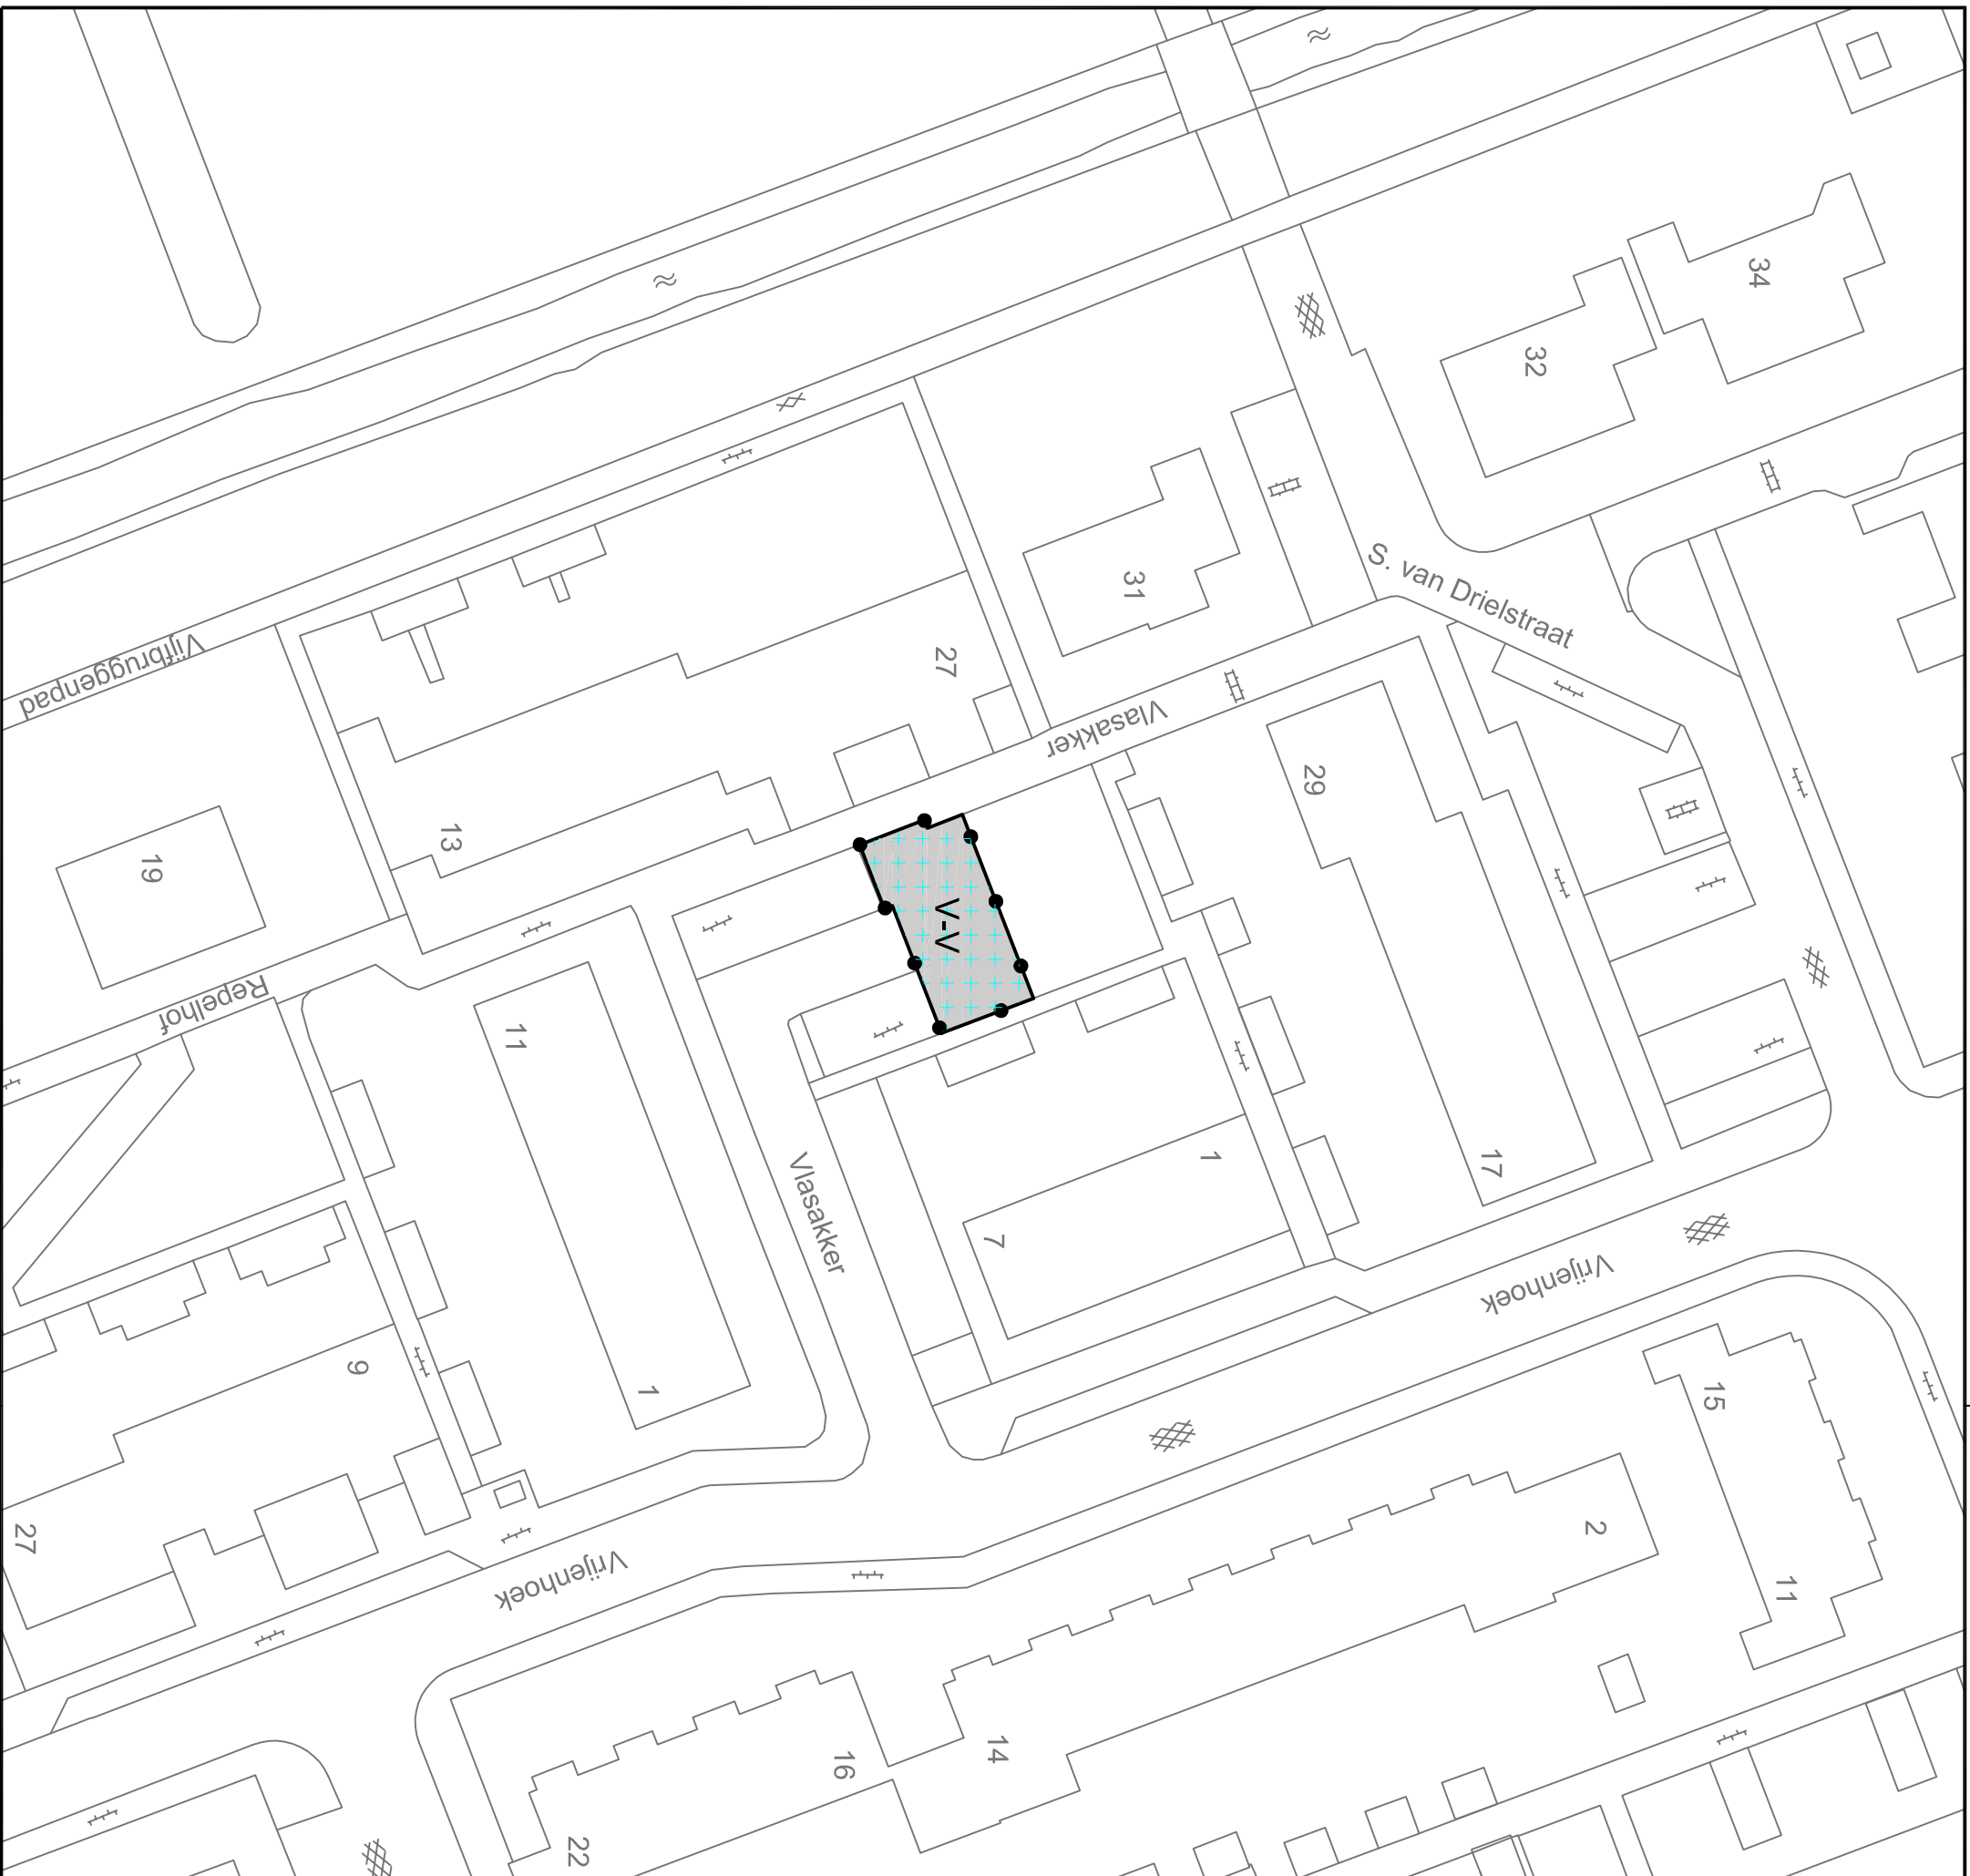 34
32
S. van Drielstraat
31
27
Vijfbruggenpad
Vlasakker
29
13
19
V-V
Repelhof
11
17
1
Vlasakker
7
Vrijenhoek
9
1
15
2
27
Vrijenhoek
11
14
16
22